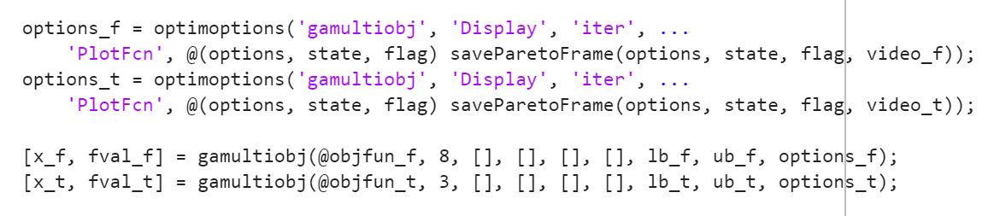 options_f = optimoptions('gamultiobj', 'Display', 'iter', ...
    'PlotFcn', @(options, state, flag) saveParetoFrame(options, state, flag, video_f));
options_t = optimoptions('gamultiobj', 'Display', 'iter', ...
    'PlotFcn', @(options, state, flag) saveParetoFrame(options, state, flag, video_t));
[x_f, fval_f] = gamultiobj(@objfun_f, 8, [], [], [], [], lb_f, ub_f, options_f);
[x_t, fval_t] = gamultiobj(@objfun_t, 3, [], [], [], [], lb_t, ub_t, options_t);